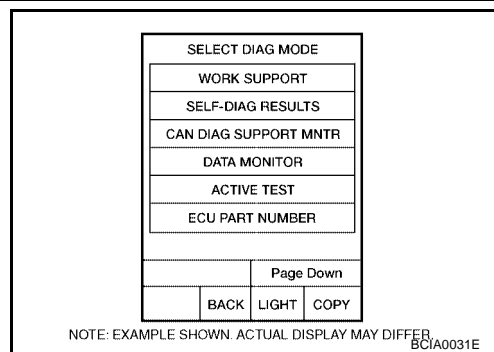 SELECT DIAG MODE
WORK SUPPORT
SELF-DIAG RESULTS
CAN DIAG SUPPORT MNTR
DATA MONITOR
ACTIVE TEST
ECU PART NUMBER
Page Down
BACK LIGHT COPY
NOTE: EXAMPLE SHOWN. ACTUAL DISPLAY MAY DIFFER.
BCIA0031E